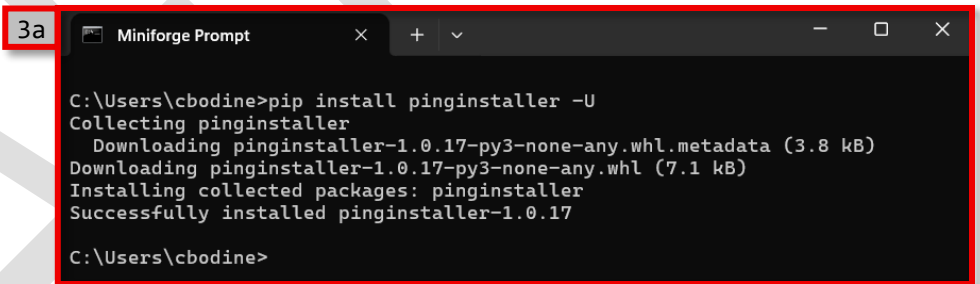 3a
Miniforge Prompt
C:\Users\cbodine>pip install pinginstaller -U
Collecting pinginstaller
  Downloading pinginstaller-1.0.17-py3-none-any.whl.metadata (3.8 kB)
Downloading pinginstaller-1.0.17-py3-none-any.whl (7.1 kB)
Installing collected packages: pinginstaller
Successfully installed pinginstaller-1.0.17
C:\Users\cbodine>